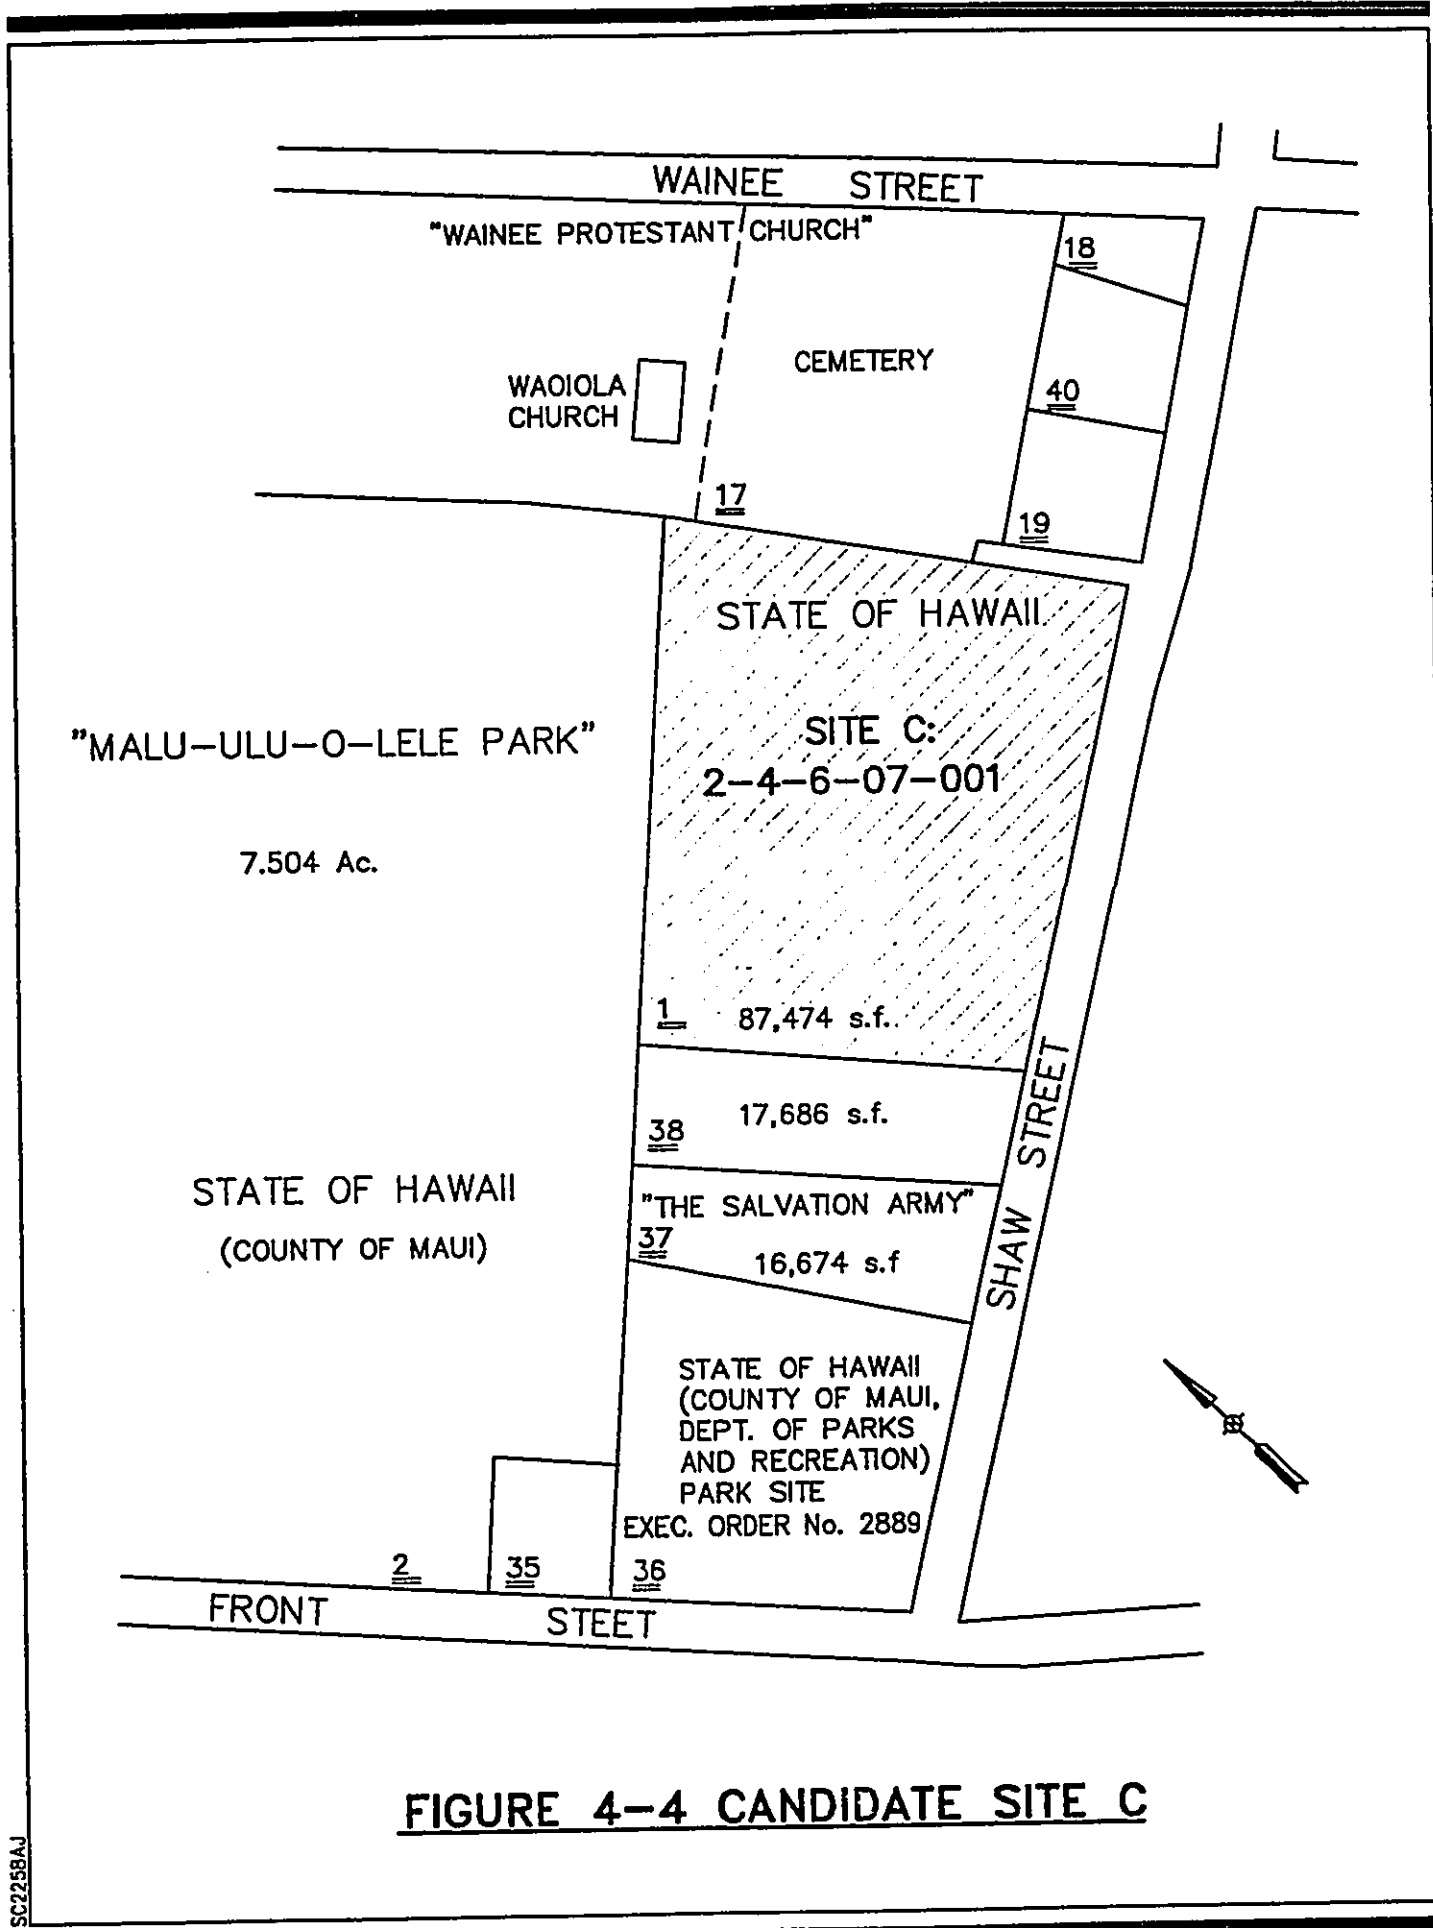 WAINEE STREET
"WAINEE PROTESTANT CHURCH"
18
CEMETERY
WAOIOLA
CHURCH
40
17
19
STATE OF HAWAII
"MALU-ULU-O-LELE PARK"
SITE C:
2-4-6-07-001
7.504 Ac.
1
87,474 s.f.
17,686 s.f.
38
SHAW STREET
STATE OF HAWAII
(COUNTY OF MAUI)
"THE SALVATION ARMY"
37
16,674 s.f
STATE OF HAWAII
(COUNTY OF MAUI,
DEPT. OF PARKS
AND RECREATION)
PARK SITE
EXEC. ORDER No. 2889
2
35
36
FRONT STEET
FIGURE 4-4 CANDIDATE SITE C
SC2258AJ